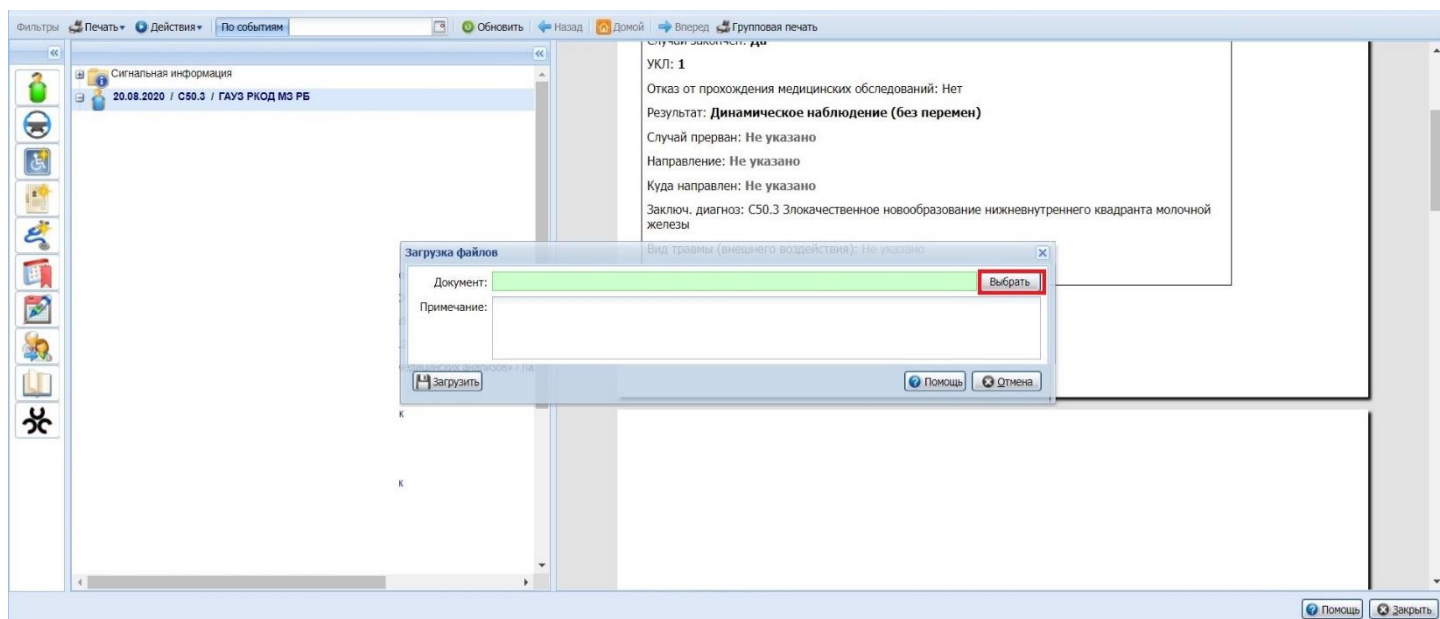 Фильтры Печать Действия По событиям Обновить Назад Домой Вперед Групповая печать
Сигнальная информация
20.08.2020 / C50.3 / ГАУЗ РКОД МЗ РБ
Случай закончен: Да
УКЛ: 1
Отказ от прохождения медицинских обследований: Нет
Результат: Динамическое наблюдение (без перемен)
Случай прерван: Не указано
Направление: Не указано
Куда направлен: Не указано
Заключ. диагноз: C50.3 Злокачественное новообразование нижневнутреннего квадранта молочной
железы
Вид травмы (внешнего воздействия): Не указано
Загрузка файлов
Документ: Выбрать
Примечание:
Загрузить Помощь Отмена
к
к
Помощь Закрыть